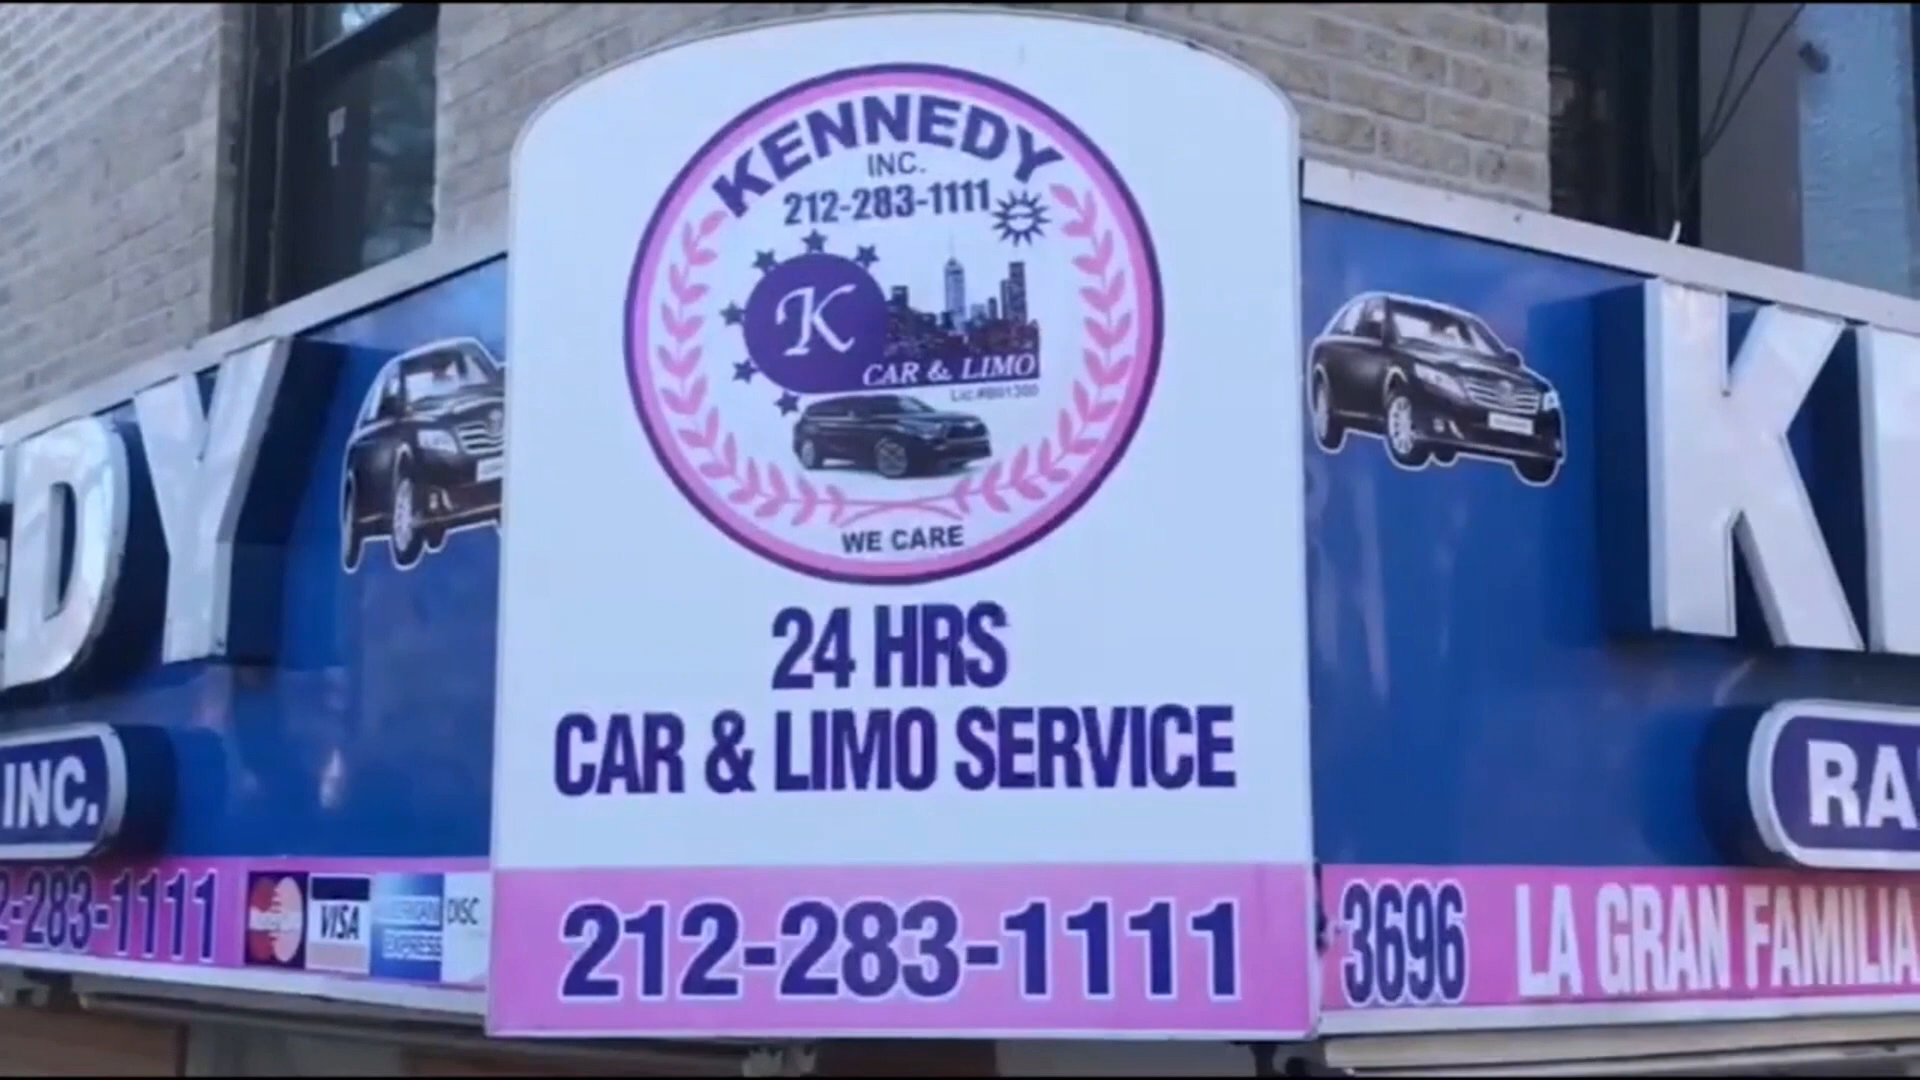 KENNEDY
INC.
212-283-1111
K
CAR & LIMO
WE CARE
24 HRS
CAR & LIMO SERVICE
212-283-1111
DY
INC.
2-283-1111
VISA
AMERICAN
EXPRESS
DISC
K
RA
3696 LA GRAN FAMILIA